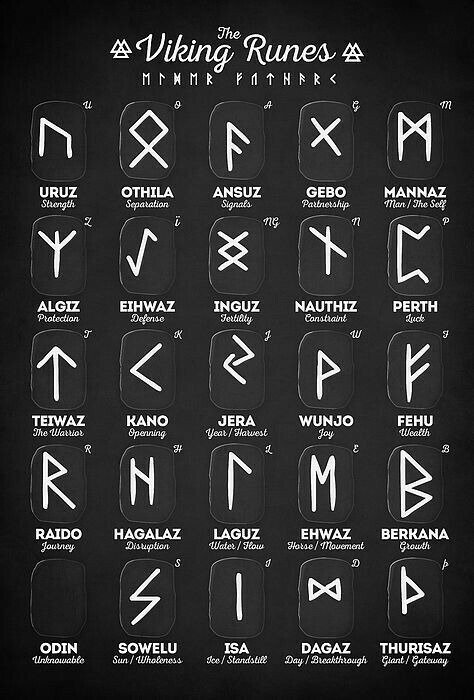 The
Viking Runes
U O A G M
ᚢ ᛟ ᚨ ᚷ ᛗ
URUZ OTHILA ANSUZ GEBO MANNAZ
Strength Separation Signals Partnership Man / The Self
Z Ï NG N P
ᛉ ᛇ ᛝ ᚾ ᛈ
ALGIZ EIHWAZ INGUZ NAUTHIZ PERTH
Protection Defense Fertility Constraint Luck
T K J W F
ᛏ ᚲ ᛃ ᚹ ᚠ
TEIWAZ KANO JERA WUNJO FEHU
The Warrior Openning Year / Harvest Joy Wealth
R H L E B
ᚱ ᚺ ᛚ E ᛒ
RAIDO HAGALAZ LAGUZ EHWAZ BERKANA
Journey Disruption Water / Flow Horse / Movement Growth
S I D Þ
ᛊ ᛁ ᛞ ᚦ
ODIN SOWELU ISA DAGAZ THURISAZ
Unknowable Sun / Wholeness Ice / Standstill Day / Breakthrough Giant / Gateway